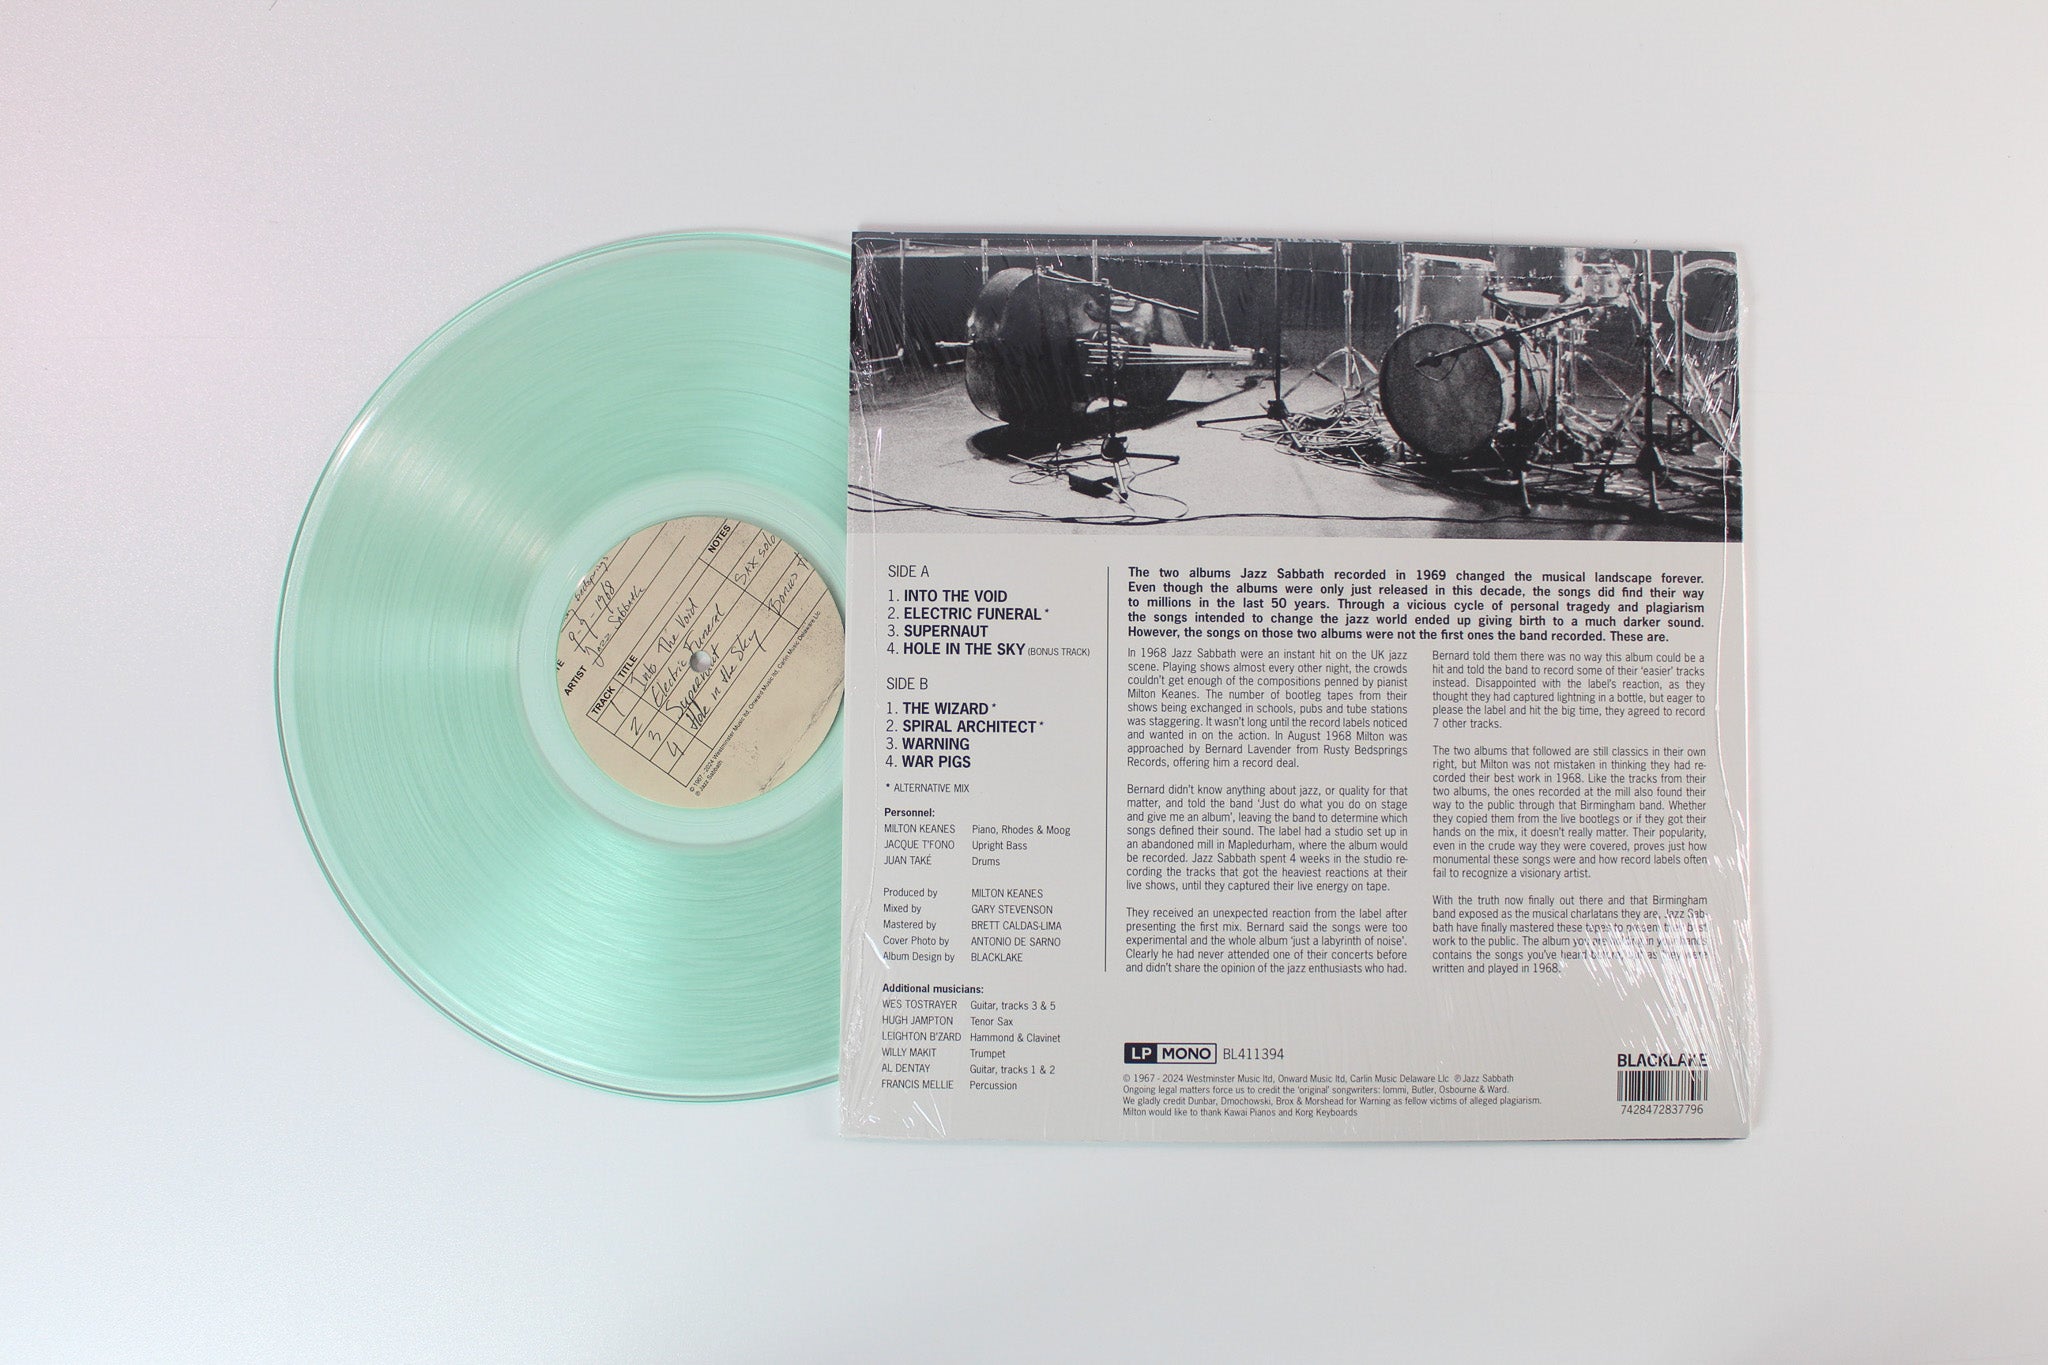 bedsprings
9-9-1968
ARTIST Jazz Sabbath
TRACK TITLE NOTES
1 Into The Void SAX solo
2 Electric Funeral
3 Supernaut
4 Hole in the Sky Bonus
© 1967 - 2024 Westminster Music ltd, Onward Music ltd, Carlin Music Delaware Llc
℗ Jazz Sabbath
SIDE A
1. INTO THE VOID
2. ELECTRIC FUNERAL *
3. SUPERNAUT
4. HOLE IN THE SKY (BONUS TRACK)
SIDE B
1. THE WIZARD *
2. SPIRAL ARCHITECT *
3. WARNING
4. WAR PIGS
* ALTERNATIVE MIX
Personnel:
MILTON KEANES Piano, Rhodes & Moog
JACQUE T'FONO Upright Bass
JUAN TAKÉ Drums
Produced by MILTON KEANES
Mixed by GARY STEVENSON
Mastered by BRETT CALDAS-LIMA
Cover Photo by ANTONIO DE SARNO
Album Design by BLACKLAKE
Additional musicians:
WES TOSTRAYER Guitar, tracks 3 & 5
HUGH JAMPTON Tenor Sax
LEIGHTON B'ZARD Hammond & Clavinet
WILLY MAKIT Trumpet
AL DENTAY Guitar, tracks 1 & 2
FRANCIS MELLIE Percussion
The two albums Jazz Sabbath recorded in 1969 changed the musical landscape forever.
Even though the albums were only just released in this decade, the songs did find their way
to millions in the last 50 years. Through a vicious cycle of personal tragedy and plagiarism
the songs intended to change the jazz world ended up giving birth to a much darker sound.
However, the songs on those two albums were not the first ones the band recorded. These are.
In 1968 Jazz Sabbath were an instant hit on the UK jazz
scene. Playing shows almost every other night, the crowds
couldn't get enough of the compositions penned by pianist
Milton Keanes. The number of bootleg tapes from their
shows being exchanged in schools, pubs and tube stations
was staggering. It wasn't long until the record labels noticed
and wanted in on the action. In August 1968 Milton was
approached by Bernard Lavender from Rusty Bedsprings
Records, offering him a record deal.
Bernard didn't know anything about jazz, or quality for that
matter, and told the band 'Just do what you do on stage
and give me an album', leaving the band to determine which
songs defined their sound. The label had a studio set up in
an abandoned mill in Mapledurham, where the album would
be recorded. Jazz Sabbath spent 4 weeks in the studio re-
cording the tracks that got the heaviest reactions at their
live shows, until they captured their live energy on tape.
They received an unexpected reaction from the label after
presenting the first mix. Bernard said the songs were too
experimental and the whole album 'just a labyrinth of noise'.
Clearly he had never attended one of their concerts before
and didn't share the opinion of the jazz enthusiasts who had.
Bernard told them there was no way this album could be a
hit and told the band to record some of their 'easier' tracks
instead. Disappointed with the label's reaction, as they
thought they had captured lightning in a bottle, but eager to
please the label and hit the big time, they agreed to record
7 other tracks.
The two albums that followed are still classics in their own
right, but Milton was not mistaken in thinking they had re-
corded their best work in 1968. Like the tracks from their
two albums, the ones recorded at the mill also found their
way to the public through that Birmingham band. Whether
they copied them from the live bootlegs or if they got their
hands on the mix, it doesn't really matter. Their popularity,
even in the crude way they were covered, proves just how
monumental these songs were and how record labels often
fail to recognize a visionary artist.
With the truth now finally out there and that Birmingham
band exposed as the musical charlatans they are, Jazz Sab-
bath have finally mastered these tapes to present their best
work to the public. The album you are holding in your hands
contains the songs you've heard before, but as they were
written and played in 1968.
LP MONO BL411394
© 1967 - 2024 Westminster Music ltd, Onward Music ltd, Carlin Music Delaware Llc ℗ Jazz Sabbath
Ongoing legal matters force us to credit the 'original' songwriters: Iommi, Butler, Osbourne & Ward.
We gladly credit Dunbar, Dmochowski, Brox & Morshead for Warning as fellow victims of alleged plagiarism.
Milton would like to thank Kawai Pianos and Korg Keyboards
BLACKLAKE
7428472837796